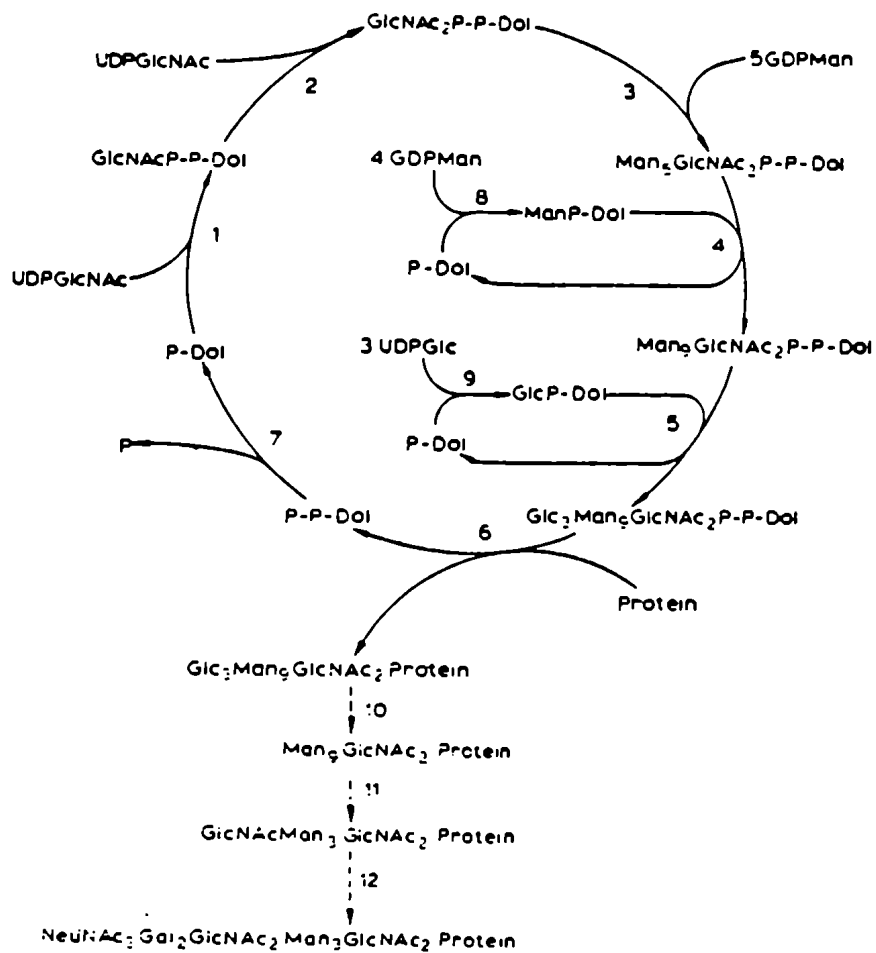 GlcNAc₂P-P-Dol
UDPGlcNAc
5GDPMan
2
3
GlcNAcP-P-Dol
4 GDPMan
Man₅GlcNAc₂P-P-Dol
8
ManP-Dol
1
4
UDPGlcNAc
P-Dol
P-Dol
3 UDPGlc
Man₉GlcNAc₂P-P-Dol
9
GlcP-Dol
5
P
7
P-Dol
P-P-Dol
Glc₃Man₉GlcNAc₂P-P-Dol
6
Protein
Glc₃Man₉GlcNAc₂ Protein
10
Man₉GlcNAc₂ Protein
11
GlcNAcMan₃GlcNAc₂ Protein
12
NeuNAc₃Gal₂GlcNAc₂Man₃GlcNAc₂ Protein